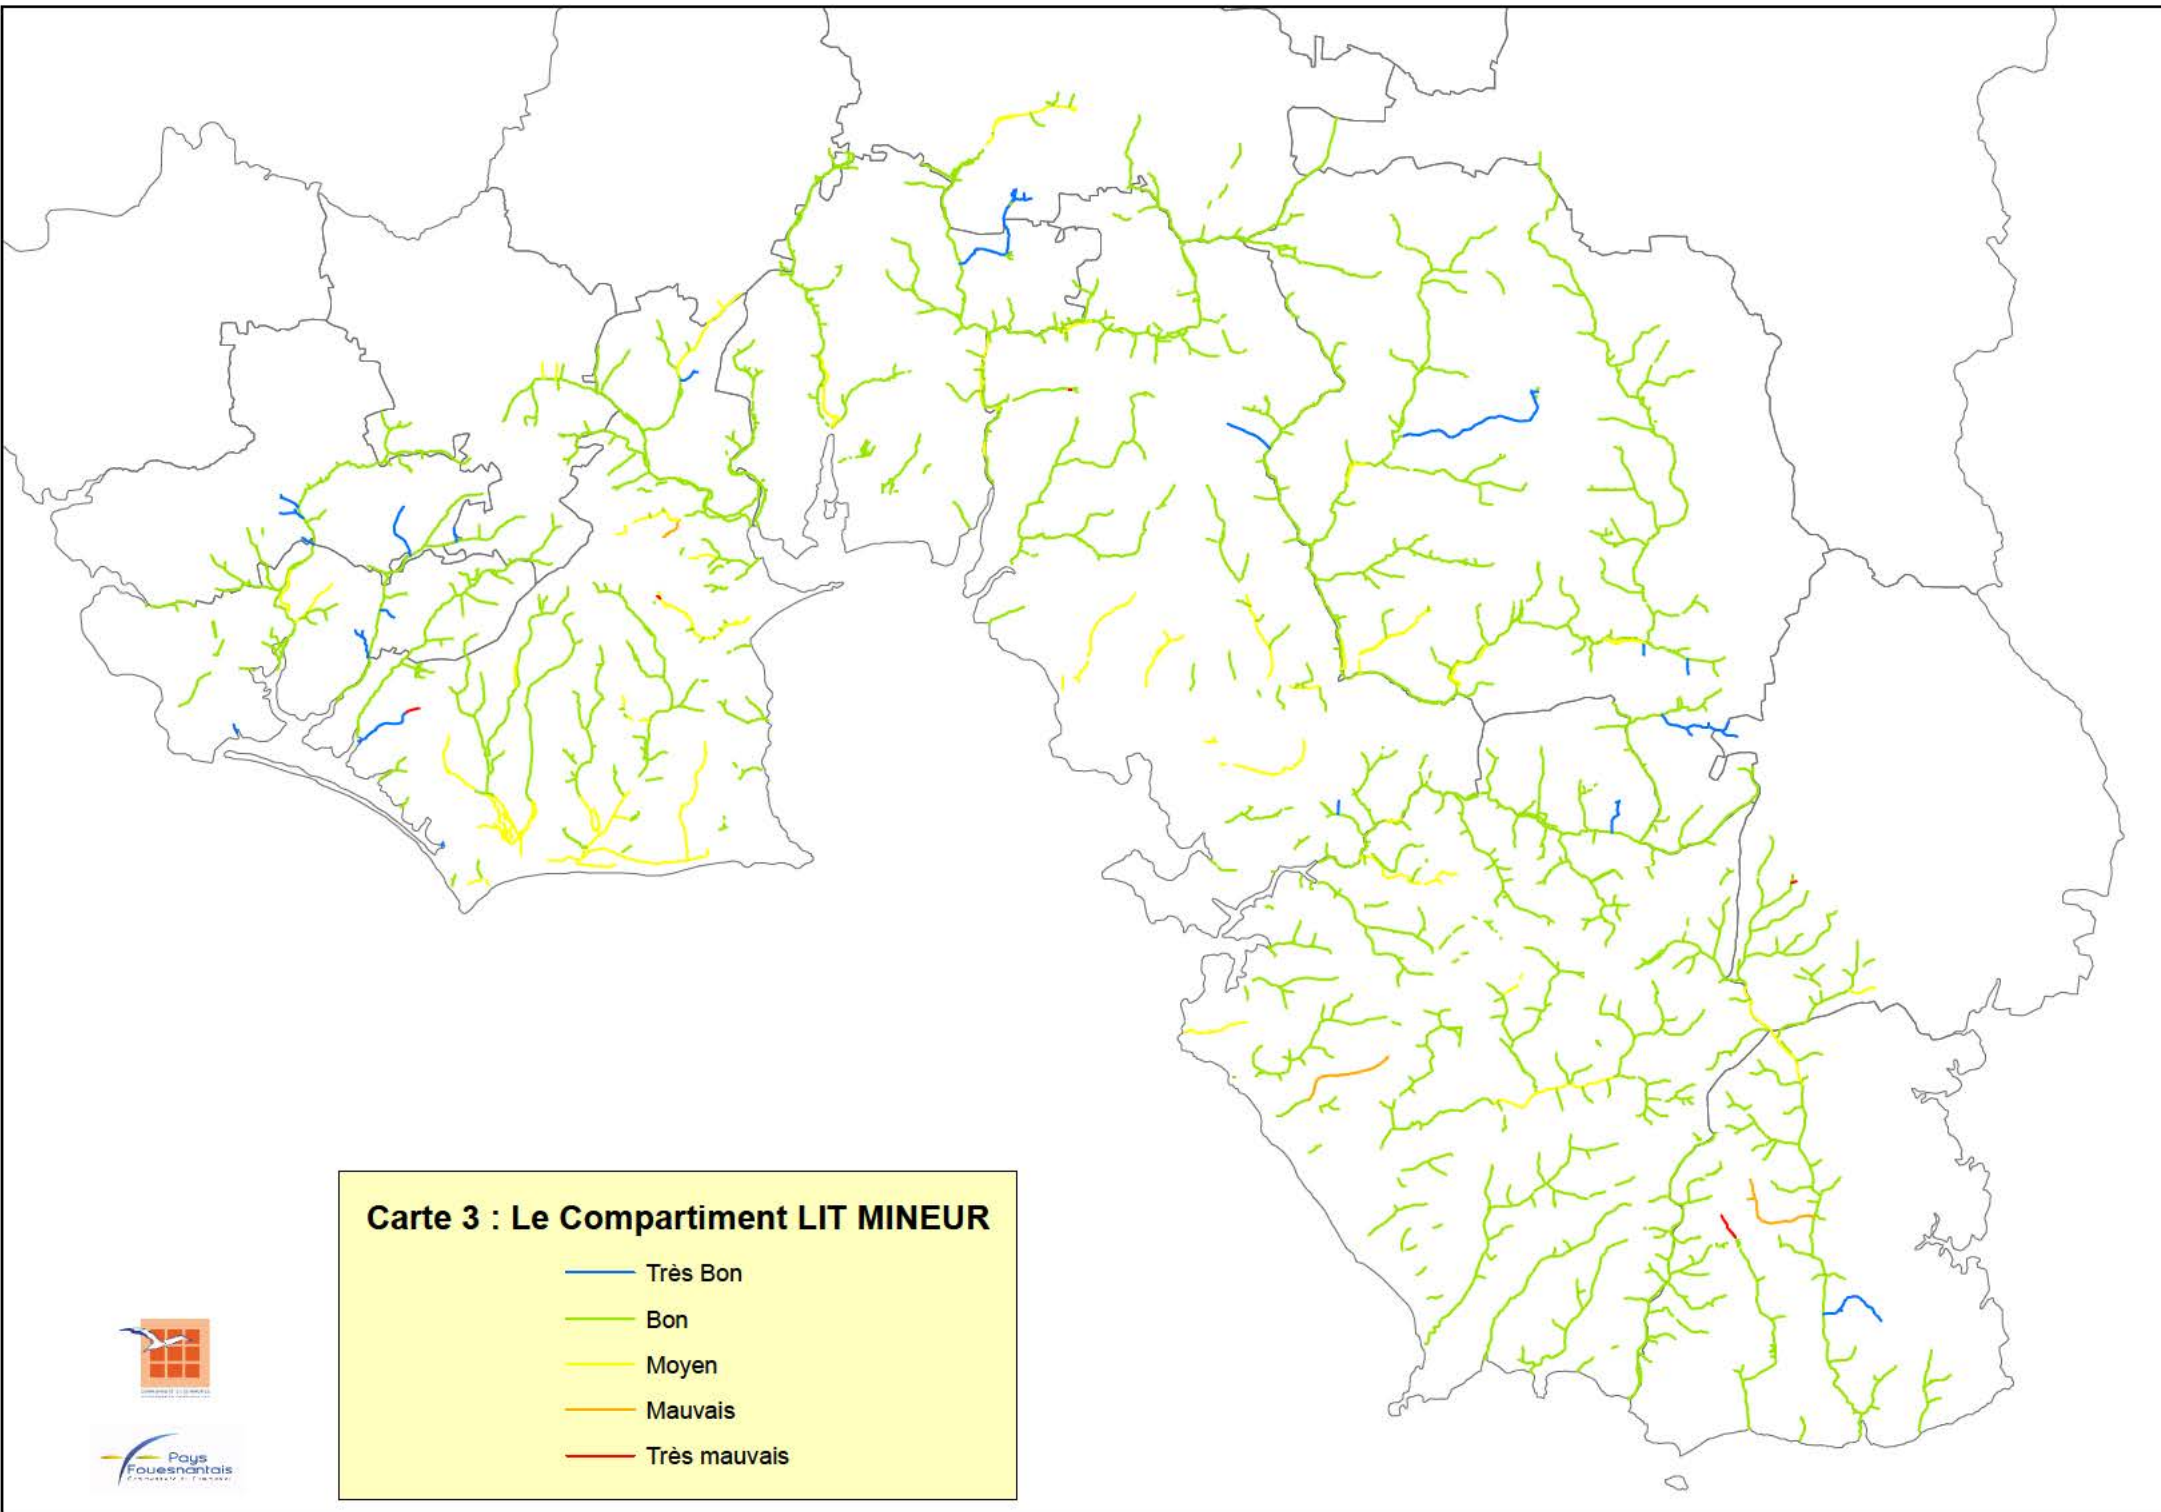 Carte 3 : Le Compartiment LIT MINEUR
Très Bon
Bon
Moyen
Mauvais
Très mauvais
Pays
Fouesnantais